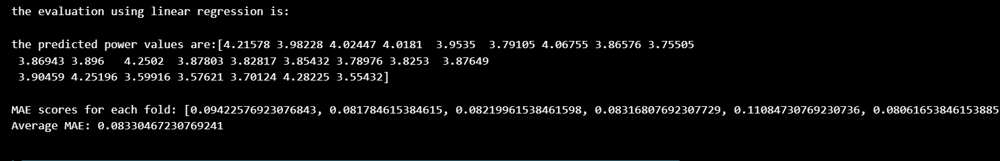 the evaluation using linear regression is:
the predicted power values are:[4.21578 3.98228 4.02447 4.0181  3.9535  3.79105 4.06755 3.86576 3.75505
 3.86943 3.896   4.2502  3.87803 3.82817 3.85432 3.78976 3.8253  3.87649
 3.90459 4.25196 3.59916 3.57621 3.70124 4.28225 3.55432]
MAE scores for each fold: [0.09422576923076843, 0.081784615384615, 0.08219961538461598, 0.08316807692307729, 0.11084730769230736, 0.08061653846153885
Average MAE: 0.08330467230769241